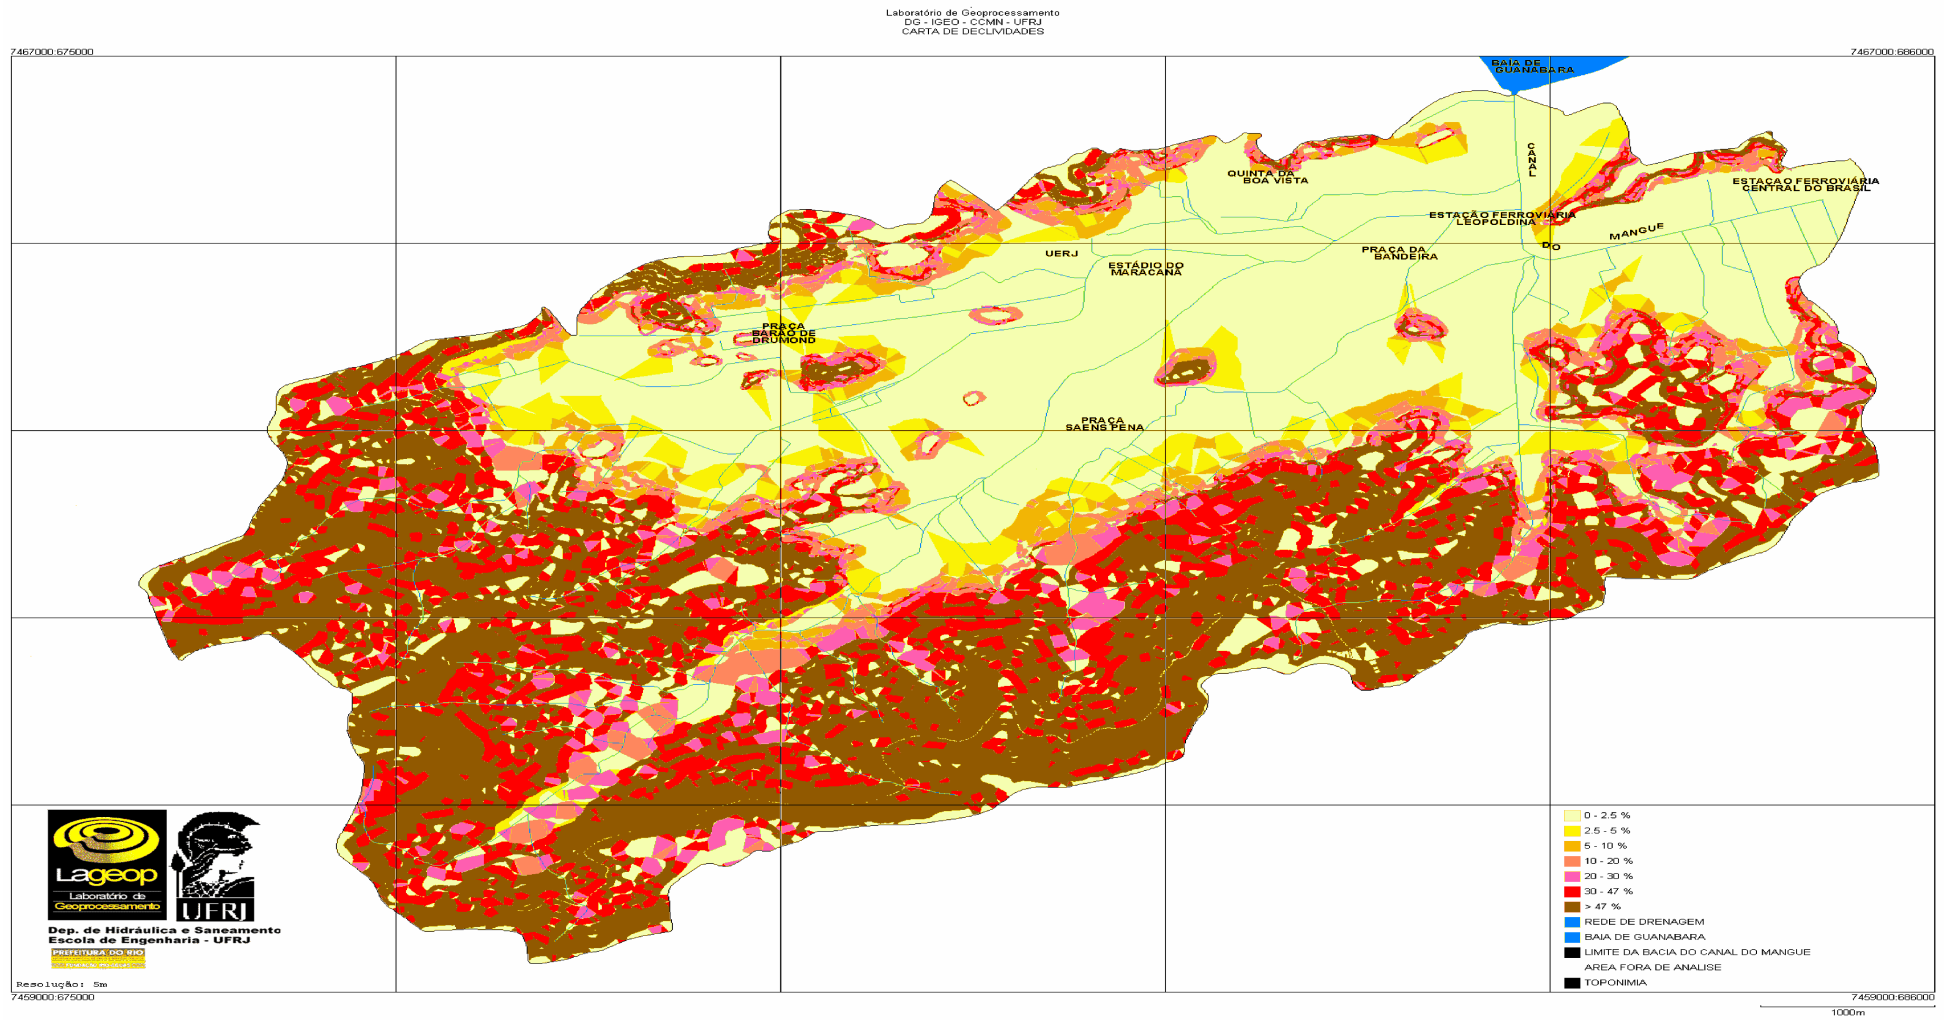 Laboratório de Geoprocessamento
DG - IGEO - CCMN - UFRJ
CARTA DE DECLIVIDADES
7467000:675000
7467000:686000
BAIA DE
GUANABARA
CANAL
QUINTA DA
BOA VISTA
ESTAÇAO FERROVIÁRIA
CENTRAL DO BRASIL
ESTAÇÃO FERROVIÁRIA
LEOPOLDINA
DO
MANGUE
UERJ
ESTÁDIO DO
MARACANÃ
PRAÇA DA
BANDEIRA
PRAÇA
BARÃO DE
DRUMOND
PRAÇA
SAENS PENA
0 - 2.5 %
2.5 - 5 %
5 - 10 %
10 - 20 %
20 - 30 %
30 - 47 %
> 47 %
REDE DE DRENAGEM
BAIA DE GUANABARA
LIMITE DA BACIA DO CANAL DO MANGUE
AREA FORA DE ANALISE
TOPONIMIA
Lageop
Laboratório de
Geoprocessamento
UFRJ
Dep. de Hidráulica e Saneamento
Escola de Engenharia - UFRJ
PREFEITURA DO RIO
Resolução: 5m
7459000:675000
7459000:686000
1000m